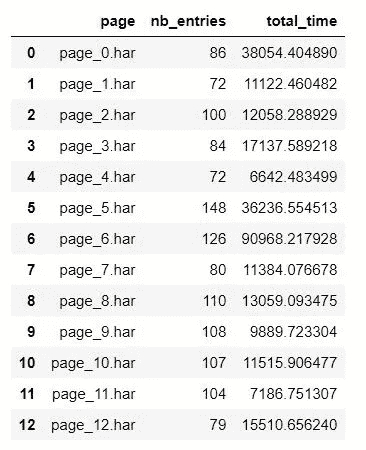 page nb_entries total_time
0 page_0.har 86 38054.404890
1 page_1.har 72 11122.460482
2 page_2.har 100 12058.288929
3 page_3.har 84 17137.589218
4 page_4.har 72 6642.483499
5 page_5.har 148 36236.554513
6 page_6.har 126 90968.217928
7 page_7.har 80 11384.076678
8 page_8.har 110 13059.093475
9 page_9.har 108 9889.723304
10 page_10.har 107 11515.906477
11 page_11.har 104 7186.751307
12 page_12.har 79 15510.656240